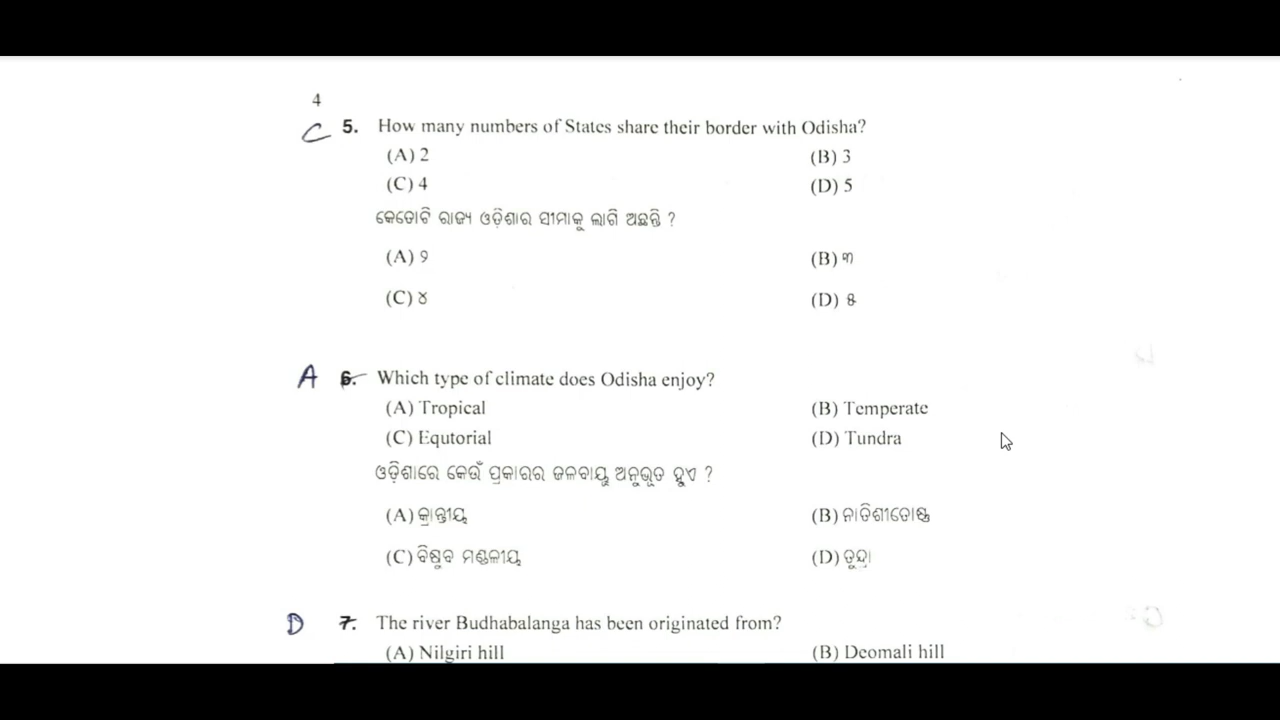 4
C 5. How many numbers of States share their border with Odisha?
(A) 2 (B) 3
(C) 4 (D) 5
କେତୋଟି ରାଜ୍ୟ ଓଡ଼ିଶାର ସୀମାକୁ ଲାଗି ଅଛନ୍ତି ?
(A) ୨ (B) ୩
(C) ୪ (D) ୫
A 6. Which type of climate does Odisha enjoy?
(A) Tropical (B) Temperate
(C) Equtorial (D) Tundra
ଓଡ଼ିଶାରେ କେଉଁ ପ୍ରକାରର ଜଳବାୟୁ ଅନୁଭୂତ ହୁଏ ?
(A) କ୍ରାନ୍ତୀୟ (B) ନାତିଶୀତୋଷ୍ଣ
(C) ବିଷୁବ ମଣ୍ଡଳୀୟ (D) ତୁନ୍ଦ୍ରା
D 7. The river Budhabalanga has been originated from?
(A) Nilgiri hill (B) Deomali hill